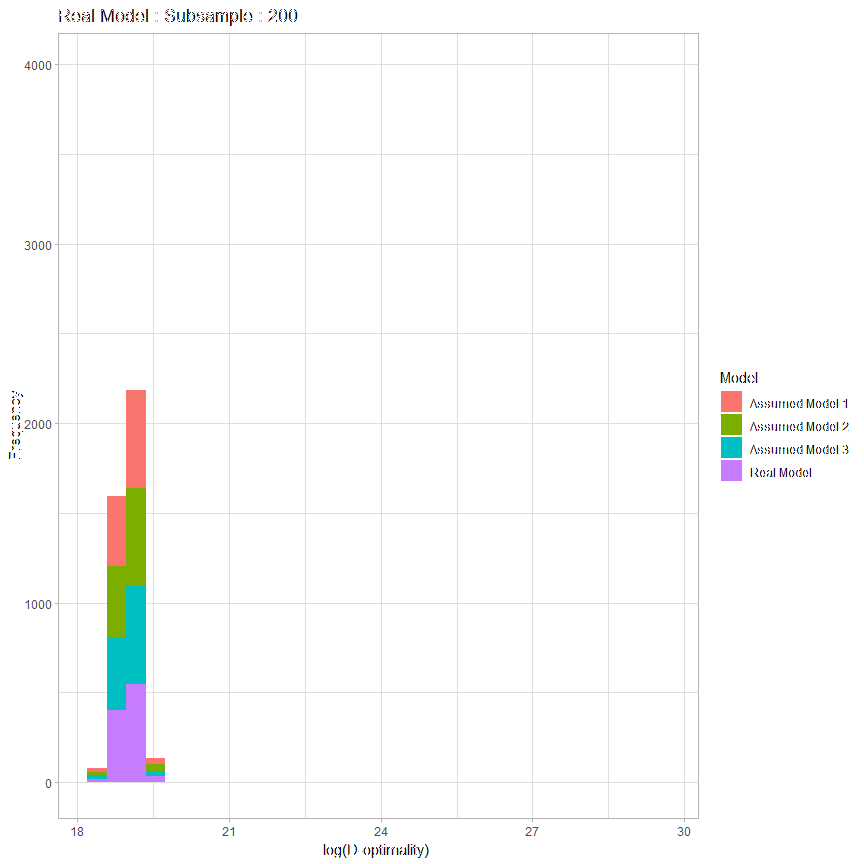 Real Model : Subsample : 200
4000
3000
2000
1000
0
Frequency
18 21 24 27 30
log(D-optimality)
Model
Assumed Model 1
Assumed Model 2
Assumed Model 3
Real Model